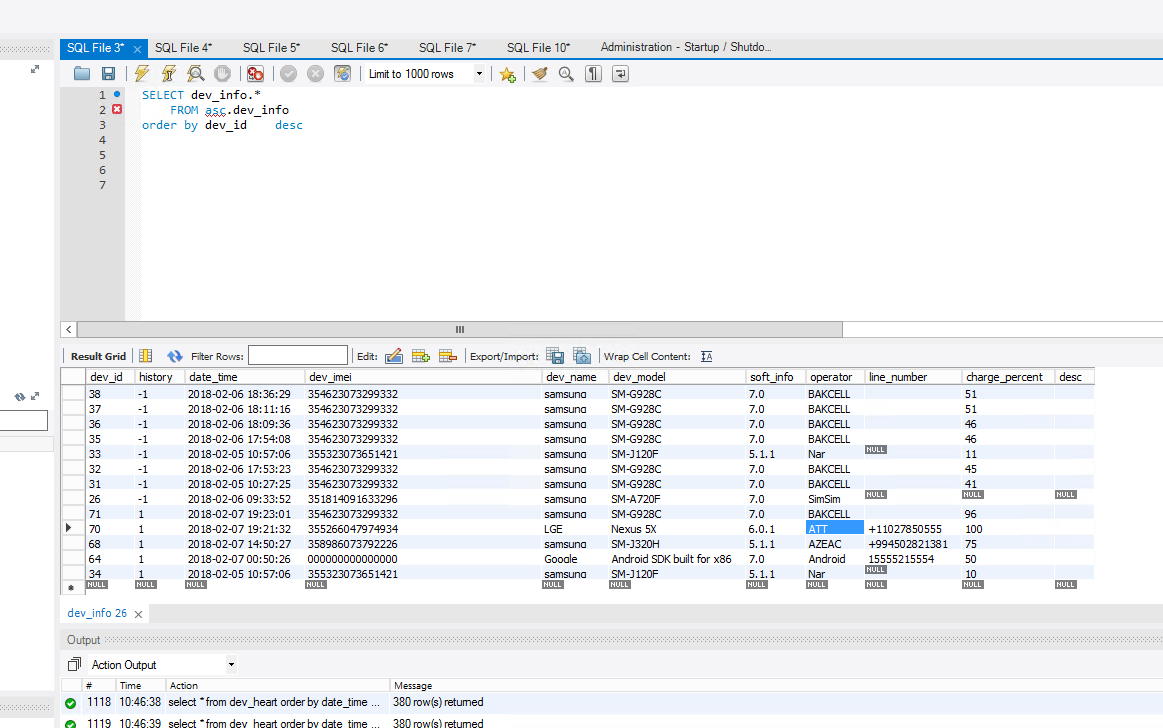 SQL File 3* SQL File 4* SQL File 5* SQL File 6* SQL File 7* SQL File 10* Administration - Startup / Shutdo...
Limit to 1000 rows
1 SELECT dev_info.*
2 FROM asc.dev_info
3 order by dev_id desc
4
5
6
7
Result Grid Filter Rows: Edit: Export/Import: Wrap Cell Content:
dev_id history date_time dev_imei dev_name dev_model soft_info operator line_number charge_percent desc
38 -1 2018-02-06 18:36:29 354623073299332 samsung SM-G928C 7.0 BAKCELL 51
37 -1 2018-02-06 18:11:16 354623073299332 samsung SM-G928C 7.0 BAKCELL 51
36 -1 2018-02-06 18:09:36 354623073299332 samsung SM-G928C 7.0 BAKCELL 46
35 -1 2018-02-06 17:54:08 354623073299332 samsung SM-G928C 7.0 BAKCELL 46
33 -1 2018-02-05 10:57:06 355323073651421 samsung SM-J120F 5.1.1 Nar NULL 11
32 -1 2018-02-06 17:53:23 354623073299332 samsung SM-G928C 7.0 BAKCELL 45
31 -1 2018-02-05 10:27:25 354623073299332 samsung SM-G928C 7.0 BAKCELL 41
26 -1 2018-02-06 09:33:52 351814091633296 samsung SM-A720F 7.0 SimSim NULL NULL NULL
71 1 2018-02-07 19:23:01 354623073299332 samsung SM-G928C 7.0 BAKCELL 96
70 1 2018-02-07 19:21:32 355266047974934 LGE Nexus 5X 6.0.1 ATT +11027850555 100
68 1 2018-02-07 14:50:27 358986073792226 samsung SM-J320H 5.1.1 AZEAC +994502821381 75
64 1 2018-02-07 00:50:26 000000000000000 Google Android SDK built for x86 7.0 Android 15555215554 50
34 1 2018-02-05 10:57:06 355323073651421 samsung SM-J120F 5.1.1 Nar NULL 10
NULL NULL NULL NULL NULL NULL NULL NULL NULL NULL NULL
dev_info 26
Output
Action Output
# Time Action Message
1118 10:46:38 select * from dev_heart order by date_time ... 380 row(s) returned
1119 10:46:39 select * from dev_heart order by date_time ... 380 row(s) returned